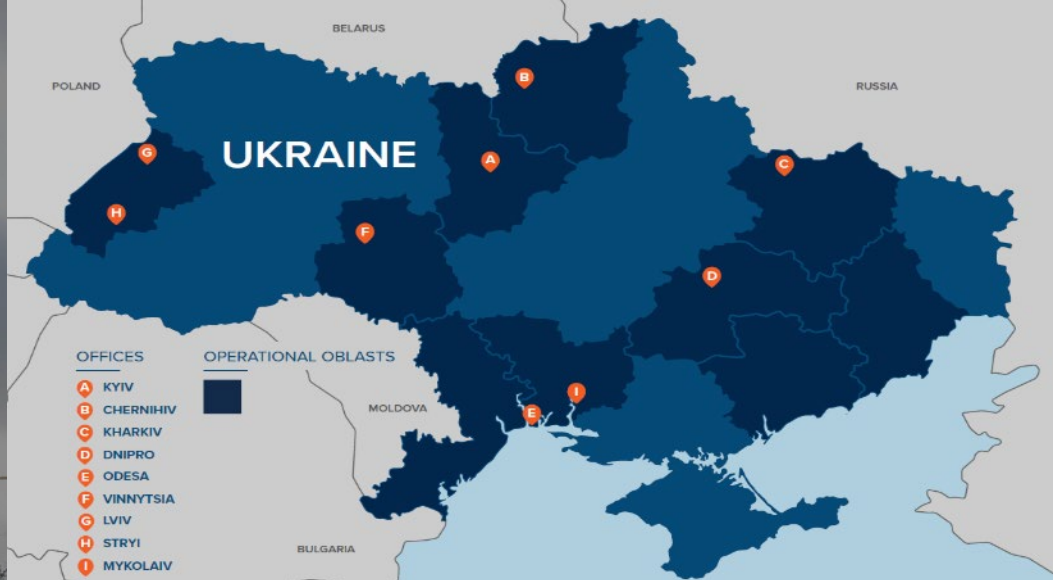 BELARUS
POLAND
RUSSIA
B
G
UKRAINE
A
C
H
F
D
OFFICES
OPERATIONAL OBLASTS
A KYIV
B CHERNIHIV
C KHARKIV
D DNIPRO
E ODESA
F VINNYTSIA
G LVIV
H STRYI
I MYKOLAIV
I
MOLDOVA
E
BULGARIA